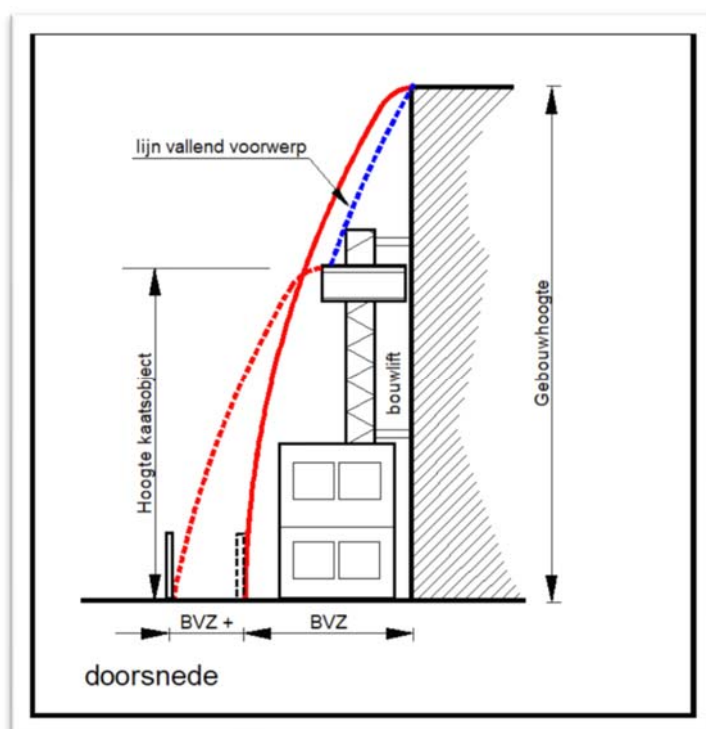 lijn vallend voorwerp
Hoogte kaatsobject
bouwlift
Gebouwhoogte
BVZ +
BVZ
doorsnede